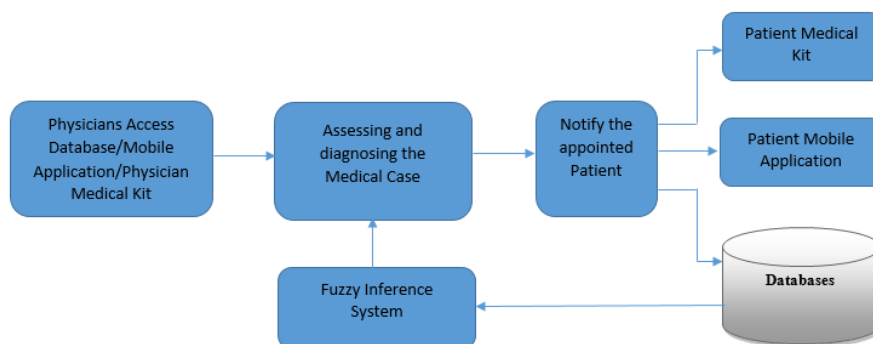 Physicians Access
Database/Mobile
Application/Physician
Medical Kit
Assessing and
diagnosing the
Medical Case
Notify the
appointed
Patient
Patient Medical
Kit
Patient Mobile
Application
Databases
Fuzzy Inference
System